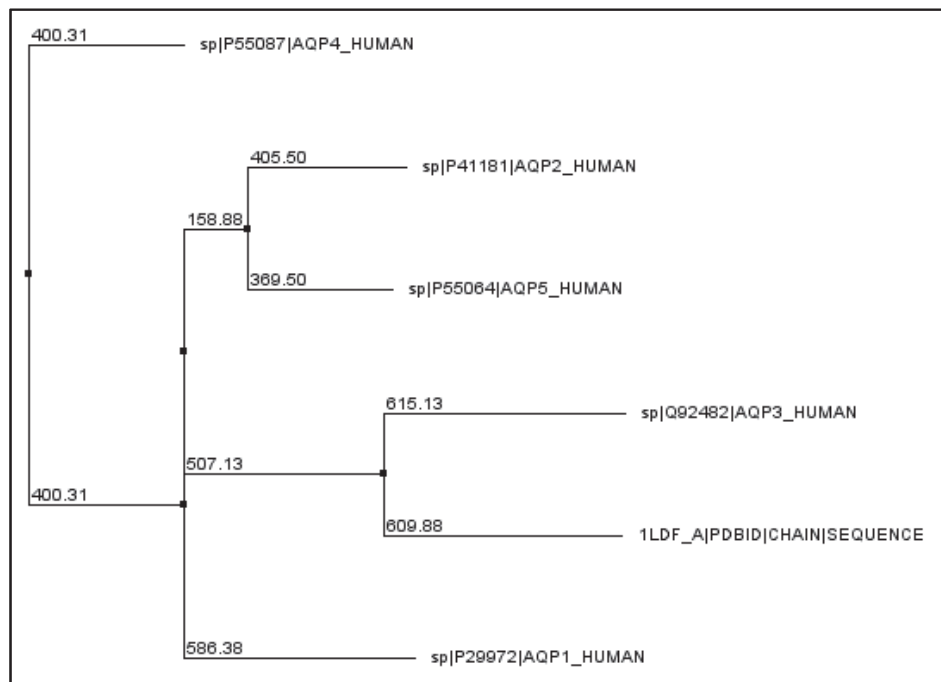 400.31
sp|P55087|AQP4_HUMAN
405.50
sp|P41181|AQP2_HUMAN
158.88
369.50
sp|P55064|AQP5_HUMAN
615.13
sp|Q92482|AQP3_HUMAN
507.13
400.31
609.88
1LDF_A|PDBID|CHAIN|SEQUENCE
586.38
sp|P29972|AQP1_HUMAN